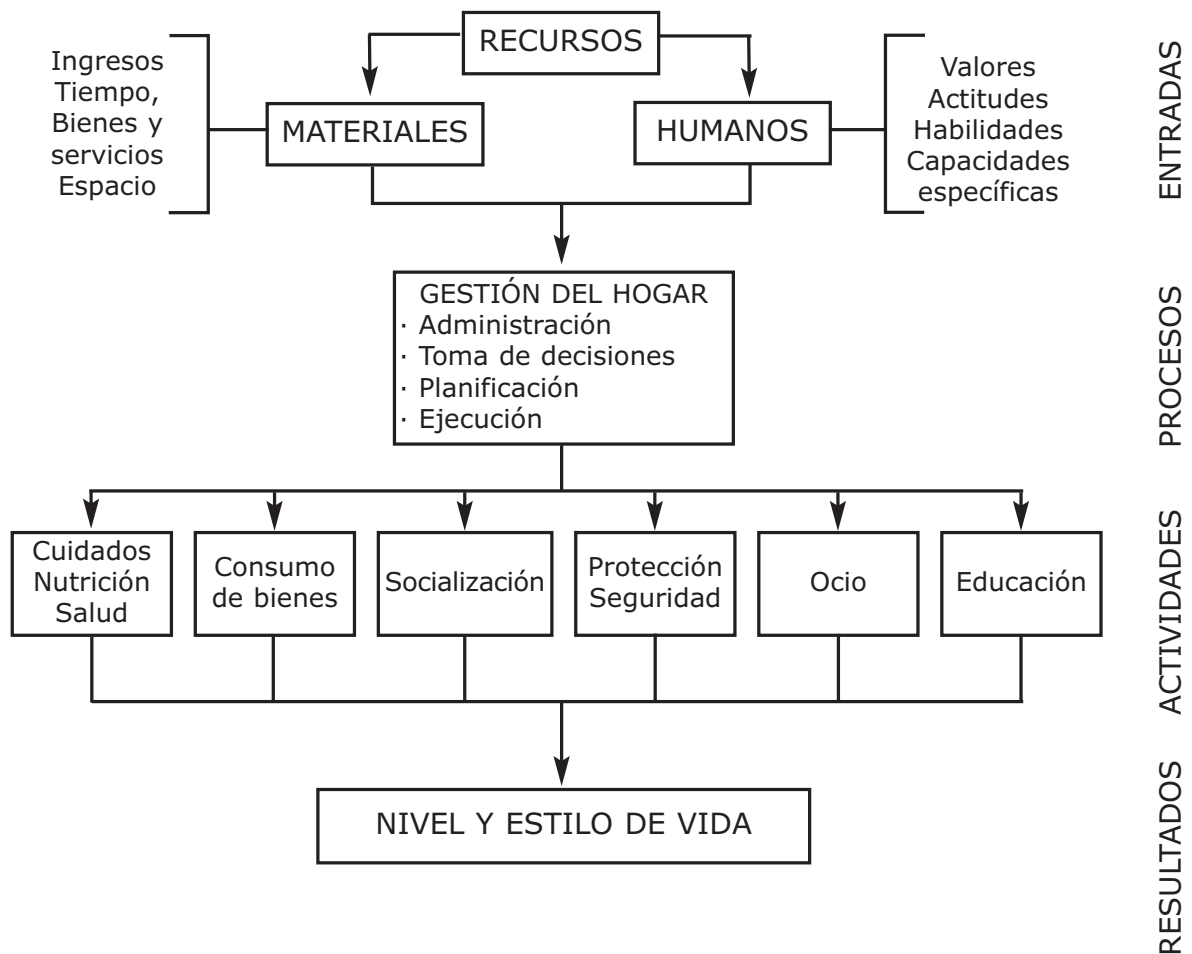 RECURSOS
Ingresos
Tiempo,
Bienes y
servicios
Espacio
MATERIALES
HUMANOS
Valores
Actitudes
Habilidades
Capacidades
específicas
ENTRADAS
GESTIÓN DEL HOGAR
· Administración
· Toma de decisiones
· Planificación
· Ejecución
PROCESOS
Cuidados
Nutrición
Salud
Consumo
de bienes
Socialización
Protección
Seguridad
Ocio
Educación
ACTIVIDADES
NIVEL Y ESTILO DE VIDA
RESULTADOS